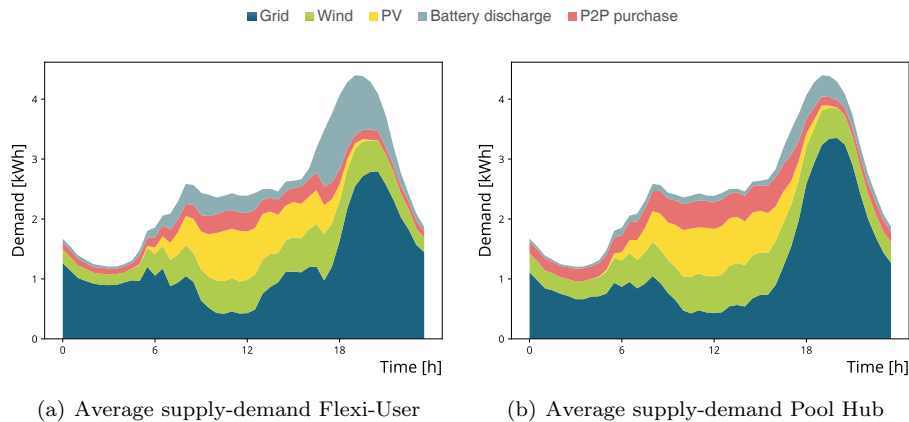 Grid Wind PV Battery discharge P2P purchase
Demand [kWh]
4
3
2
1
0
0 6 12 18
Time [h]
(a) Average supply-demand Flexi-User
Demand [kWh]
4
3
2
1
0
0 6 12 18
Time [h]
(b) Average supply-demand Pool Hub